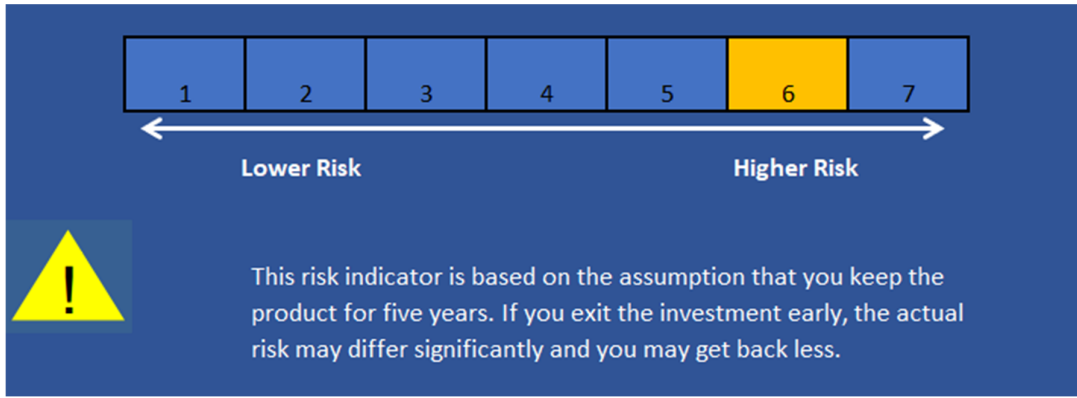 1 2 3 4 5 6 7
Lower Risk Higher Risk
!
This risk indicator is based on the assumption that you keep the
product for five years. If you exit the investment early, the actual
risk may differ significantly and you may get back less.